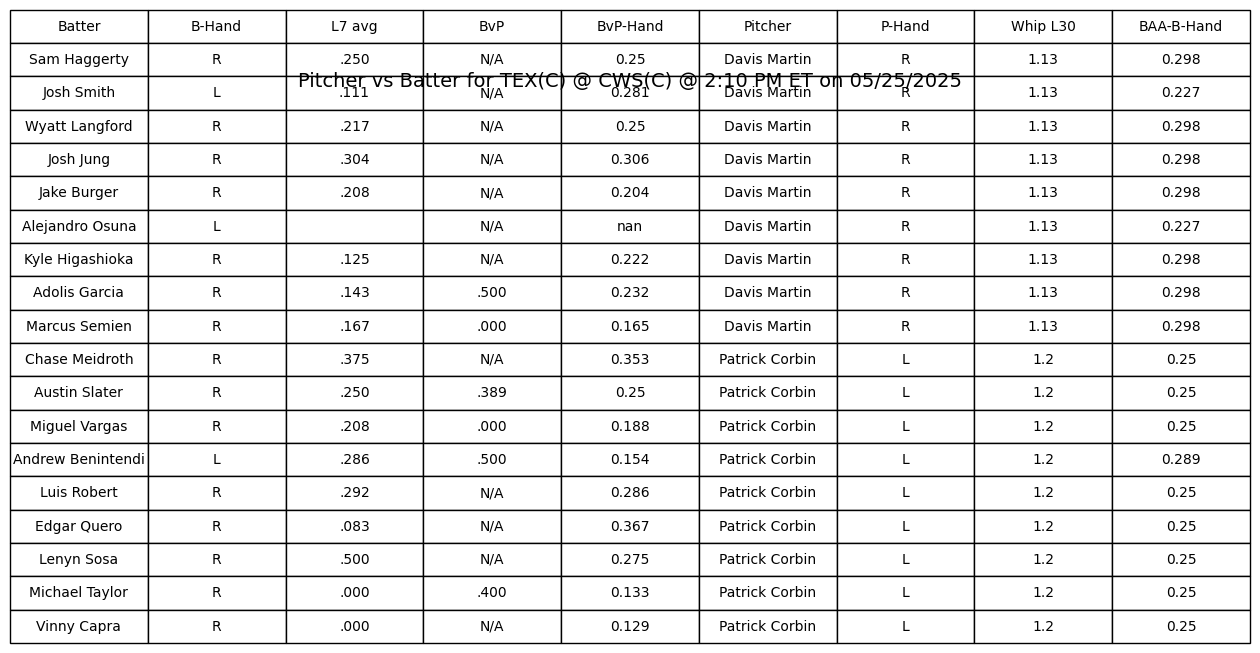 Batter B-Hand L7 avg BvP BvP-Hand Pitcher P-Hand Whip L30 BAA-B-Hand
Sam Haggerty R .250 N/A 0.25 Davis Martin R 1.13 0.298
Pitcher vs Batter for TEX(C) @ CWS(C) @ 2:10 PM ET on 05/25/2025
Josh Smith L .111 N/A 0.281 Davis Martin R 1.13 0.227
Wyatt Langford R .217 N/A 0.25 Davis Martin R 1.13 0.298
Josh Jung R .304 N/A 0.306 Davis Martin R 1.13 0.298
Jake Burger R .208 N/A 0.204 Davis Martin R 1.13 0.298
Alejandro Osuna L N/A nan Davis Martin R 1.13 0.227
Kyle Higashioka R .125 N/A 0.222 Davis Martin R 1.13 0.298
Adolis Garcia R .143 .500 0.232 Davis Martin R 1.13 0.298
Marcus Semien R .167 .000 0.165 Davis Martin R 1.13 0.298
Chase Meidroth R .375 N/A 0.353 Patrick Corbin L 1.2 0.25
Austin Slater R .250 .389 0.25 Patrick Corbin L 1.2 0.25
Miguel Vargas R .208 .000 0.188 Patrick Corbin L 1.2 0.25
Andrew Benintendi L .286 .500 0.154 Patrick Corbin L 1.2 0.289
Luis Robert R .292 N/A 0.286 Patrick Corbin L 1.2 0.25
Edgar Quero R .083 N/A 0.367 Patrick Corbin L 1.2 0.25
Lenyn Sosa R .500 N/A 0.275 Patrick Corbin L 1.2 0.25
Michael Taylor R .000 .400 0.133 Patrick Corbin L 1.2 0.25
Vinny Capra R .000 N/A 0.129 Patrick Corbin L 1.2 0.25